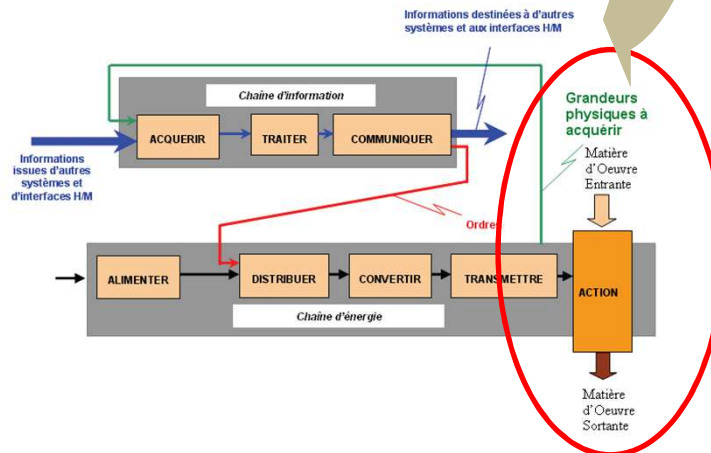 Informations destinées à d'autres
systèmes et aux interfaces H/M
Chaîne d'information
Grandeurs
physiques à
acquérir
ACQUERIR
TRAITER
COMMUNIQUER
Informations
issues d'autres
systèmes et
d'interfaces H/M
Matière
d'Oeuvre
Entrante
Ordres
ALIMENTER
DISTRIBUER
CONVERTIR
TRANSMETTRE
ACTION
Chaîne d'énergie
Matière
d'Oeuvre
Sortante